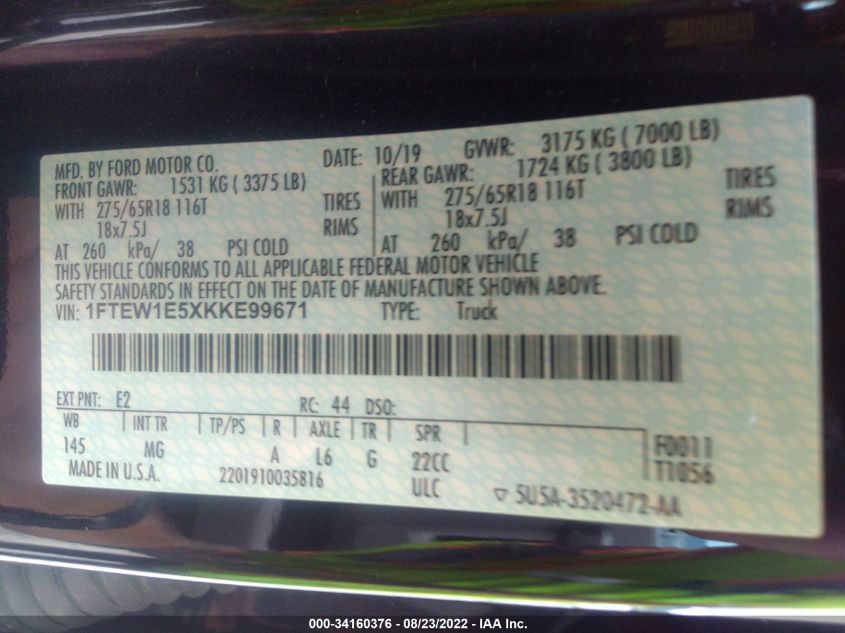 MFD. BY FORD MOTOR CO. DATE: 10/19 GVWR: 3175 KG ( 7000 LB)
FRONT GAWR: 1531 KG ( 3375 LB) REAR GAWR: 1724 KG ( 3800 LB)
WITH 275/65R18 116T TIRES WITH 275/65R18 116T TIRES
18x7.5J RIMS 18x7.5J RIMS
AT 260 kPa/ 38 PSI COLD AT 260 kPa/ 38 PSI COLD
THIS VEHICLE CONFORMS TO ALL APPLICABLE FEDERAL MOTOR VEHICLE
SAFETY STANDARDS IN EFFECT ON THE DATE OF MANUFACTURE SHOWN ABOVE.
VIN: 1FTEW1E5XKKE99671 TYPE: Truck
EXT PNT: E2 RC: 44 DSO:
WB INT TR TP/PS R AXLE TR SPR
145 MG A L6 G 22CC F0011
T1056
MADE IN U.S.A. 2201910035816 ULC ▽ 5U5A-3520472-AA
000-34160376 - 08/23/2022 - IAA Inc.